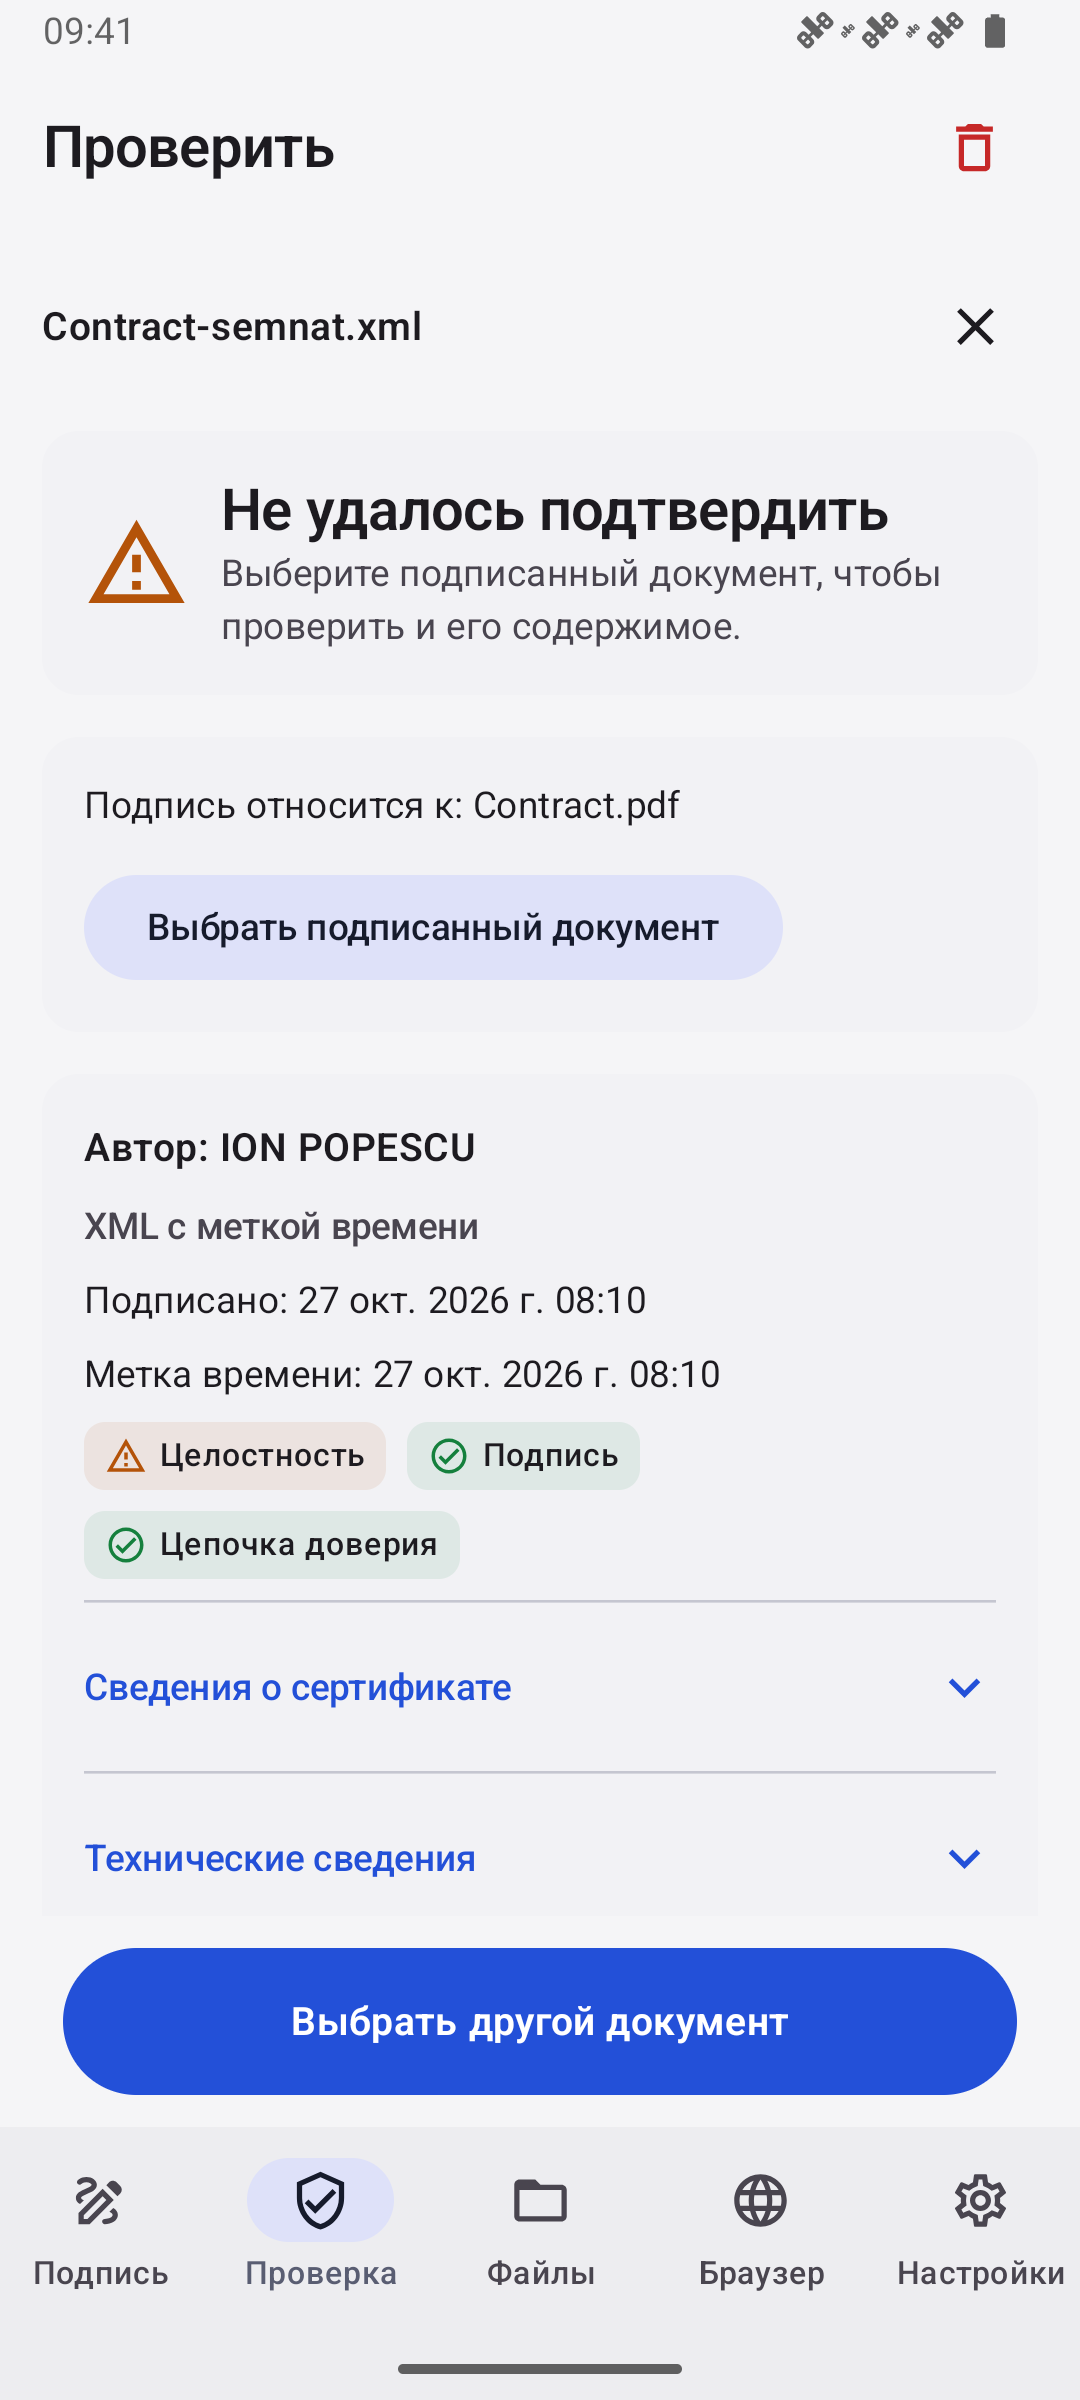 09:41
Проверить
Contract-semnat.xml
Не удалось подтвердить
Выберите подписанный документ, чтобы
проверить и его содержимое.
Подпись относится к: Contract.pdf
Выбрать подписанный документ
Автор: ION POPESCU
XML с меткой времени
Подписано: 27 окт. 2026 г. 08:10
Метка времени: 27 окт. 2026 г. 08:10
Целостность
Подпись
Цепочка доверия
Сведения о сертификате
Технические сведения
Выбрать другой документ
Подпись
Проверка
Файлы
Браузер
Настройки